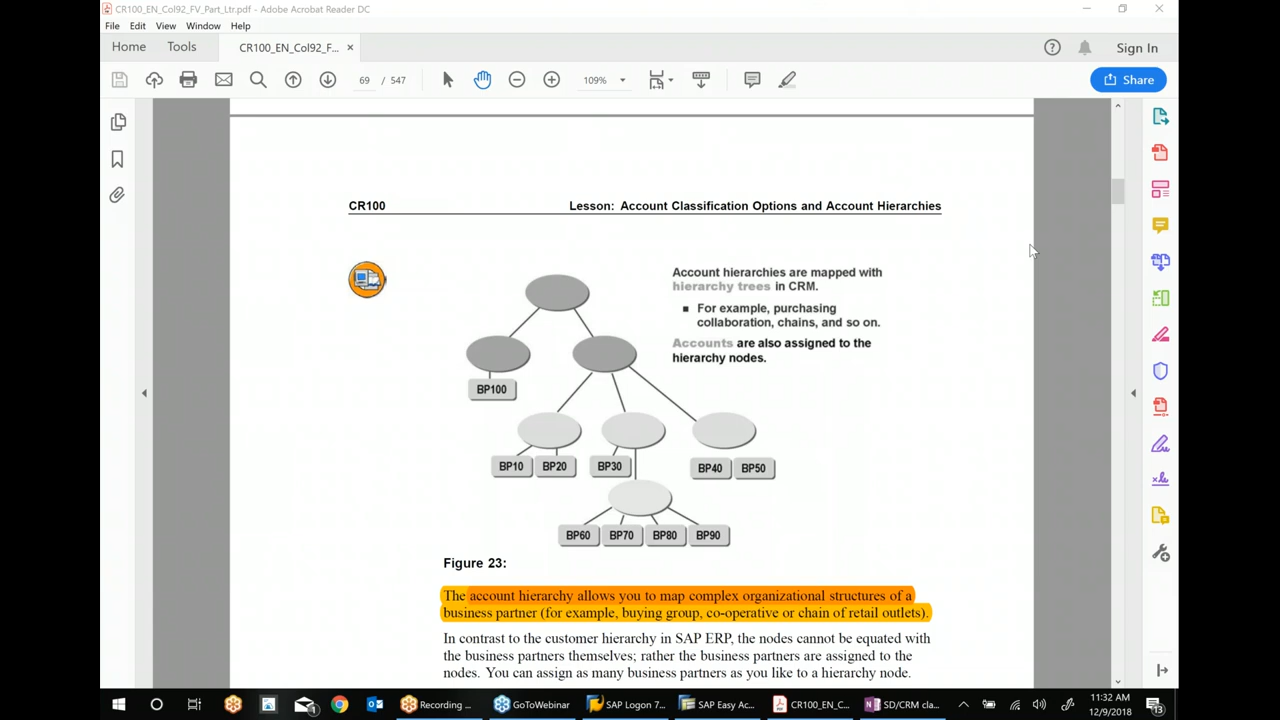 CR100_EN_Col92_FV_Part_Ltr.pdf - Adobe Acrobat Reader DC
File Edit View Window Help
Home Tools CR100_EN_Col92_F... × Sign In
69 / 547 109% Share
CR100 Lesson: Account Classification Options and Account Hierarchies
Account hierarchies are mapped with
hierarchy trees in CRM.
■ For example, purchasing
collaboration, chains, and so on.
Accounts are also assigned to the
hierarchy nodes.
BP100
BP10 BP20 BP30 BP40 BP50
BP60 BP70 BP80 BP90
Figure 23:
The account hierarchy allows you to map complex organizational structures of a
business partner (for example, buying group, co-operative or chain of retail outlets).
In contrast to the customer hierarchy in SAP ERP, the nodes cannot be equated with
the business partners themselves; rather the business partners are assigned to the
nodes. You can assign as many business partners as you like to a hierarchy node.
Recording ... GoToWebinar SAP Logon 7... SAP Easy Ac... CR100_EN_C... SD/CRM cla... 11:32 AM
12/9/2018 13